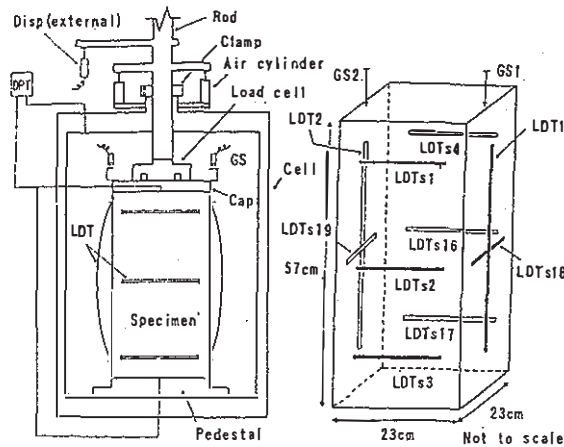 Disp(external)
Rod
Clamp
Air cylinder
Load cell
DPT
GS
Cell
Cap
LDT
Specimen
Pedestal
GS2
GS1
LDT2
LDT1
LDTs4
LDTs1
LDTs19
LDTs16
LDTs18
57cm
LDTs2
LDTs17
LDTs3
23cm
23cm
Not to scale